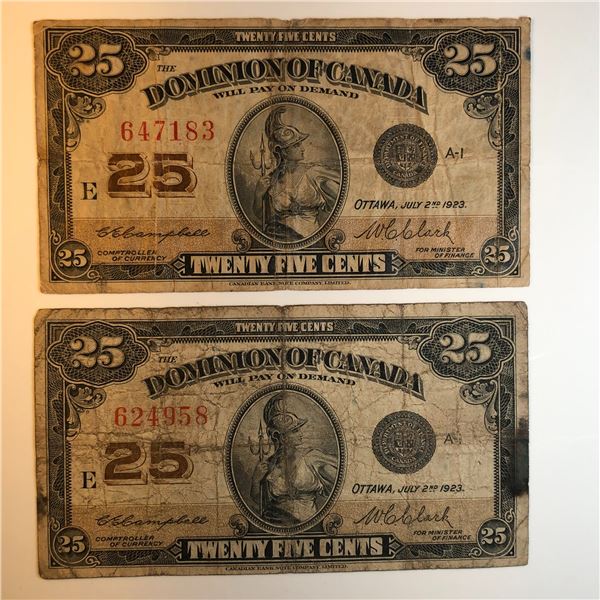 TWENTY FIVE CENTS
25 25
THE
DOMINION OF CANADA
WILL PAY ON DEMAND
647183
A-1
E 25
OTTAWA, JULY 2ND 1923.
C E Campbell W C Clark
COMPTROLLER OF CURRENCY FOR MINISTER OF FINANCE
25 TWENTY FIVE CENTS 25
CANADIAN BANK NOTE COMPANY, LIMITED.
TWENTY FIVE CENTS
25 25
THE
DOMINION OF CANADA
WILL PAY ON DEMAND
624958
A
E 25
OTTAWA, JULY 2ND 1923.
C E Campbell W C Clark
COMPTROLLER OF CURRENCY FOR MINISTER OF FINANCE
25 TWENTY FIVE CENTS 25
CANADIAN BANK NOTE COMPANY, LIMITED.